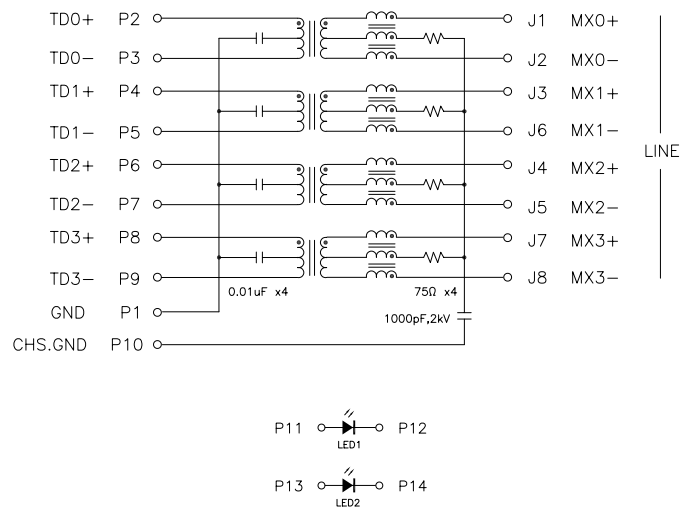 TD0+ P2 J1 MX0+
TD0- P3 J2 MX0-
TD1+ P4 J3 MX1+
TD1- P5 J6 MX1-
LINE
TD2+ P6 J4 MX2+
TD2- P7 J5 MX2-
TD3+ P8 J7 MX3+
TD3- P9 J8 MX3-
0.01uF x4 75Ω x4
GND P1
1000pF,2kV
CHS.GND P10
P11 P12
LED1
P13 P14
LED2